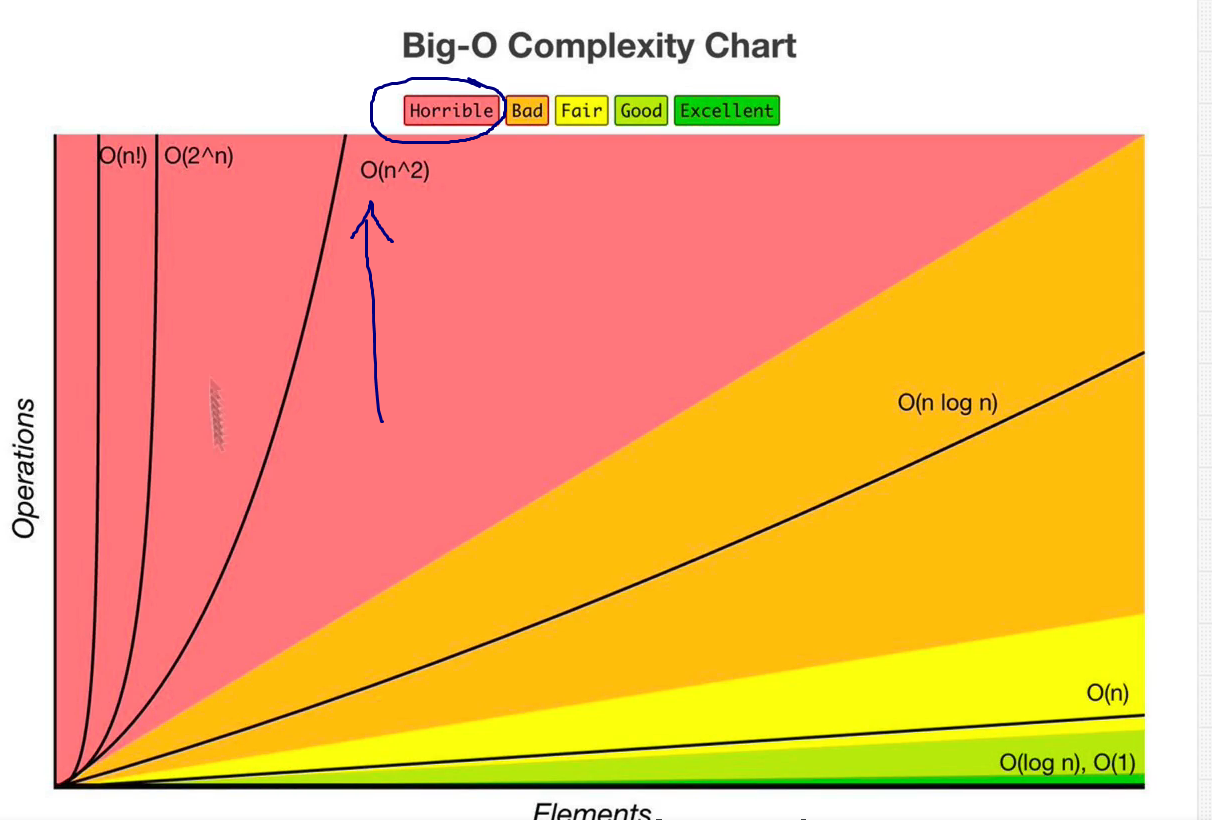 Big-O Complexity Chart
Horrible Bad Fair Good Excellent
O(n!) O(2^n) O(n^2)
O(n log n)
O(n)
O(log n), O(1)
Operations
Elements